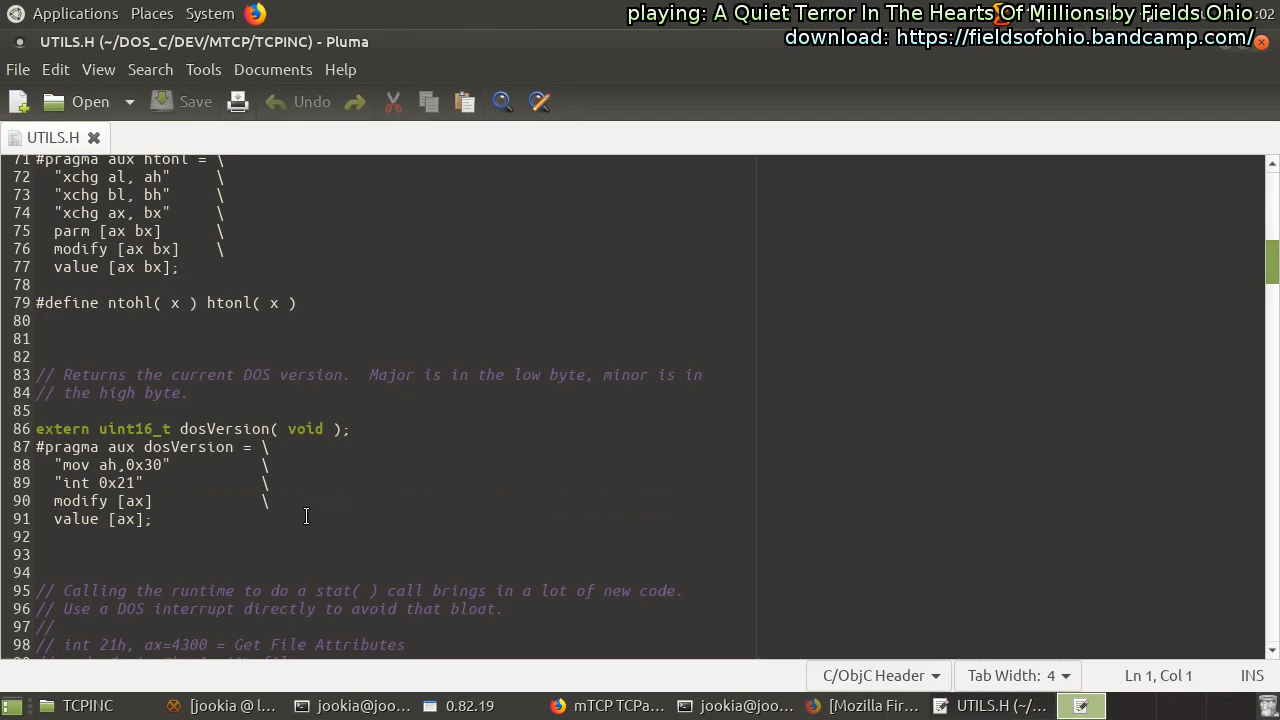 Applications Places System
playing: A Quiet Terror In The Hearts Of Millions by Fields Ohio
:02
download: https://fieldsofohio.bandcamp.com/
UTILS.H (~/DOS_C/DEV/MTCP/TCPINC) - Pluma
File Edit View Search Tools Documents Help
Open Save Undo
UTILS.H
71 #pragma aux htonl = \
72 "xchg al, ah" \
73 "xchg bl, bh" \
74 "xchg ax, bx" \
75 parm [ax bx] \
76 modify [ax bx] \
77 value [ax bx];
78
79 #define ntohl( x ) htonl( x )
80
81
82
83 // Returns the current DOS version.  Major is in the low byte, minor is in
84 // the high byte.
85
86 extern uint16_t dosVersion( void );
87 #pragma aux dosVersion = \
88 "mov ah,0x30" \
89 "int 0x21" \
90 modify [ax] \
91 value [ax];
92
93
94
95 // Calling the runtime to do a stat( ) call brings in a lot of new code.
96 // Use a DOS interrupt directly to avoid that bloat.
97 //
98 // int 21h, ax=4300 = Get File Attributes
C/ObjC Header Tab Width: 4 Ln 1, Col 1 INS
TCPINC [jookia @ l... jookia@joo... 0.82.19 mTCP TCPa... jookia@joo... [Mozilla Fir... UTILS.H (~/...